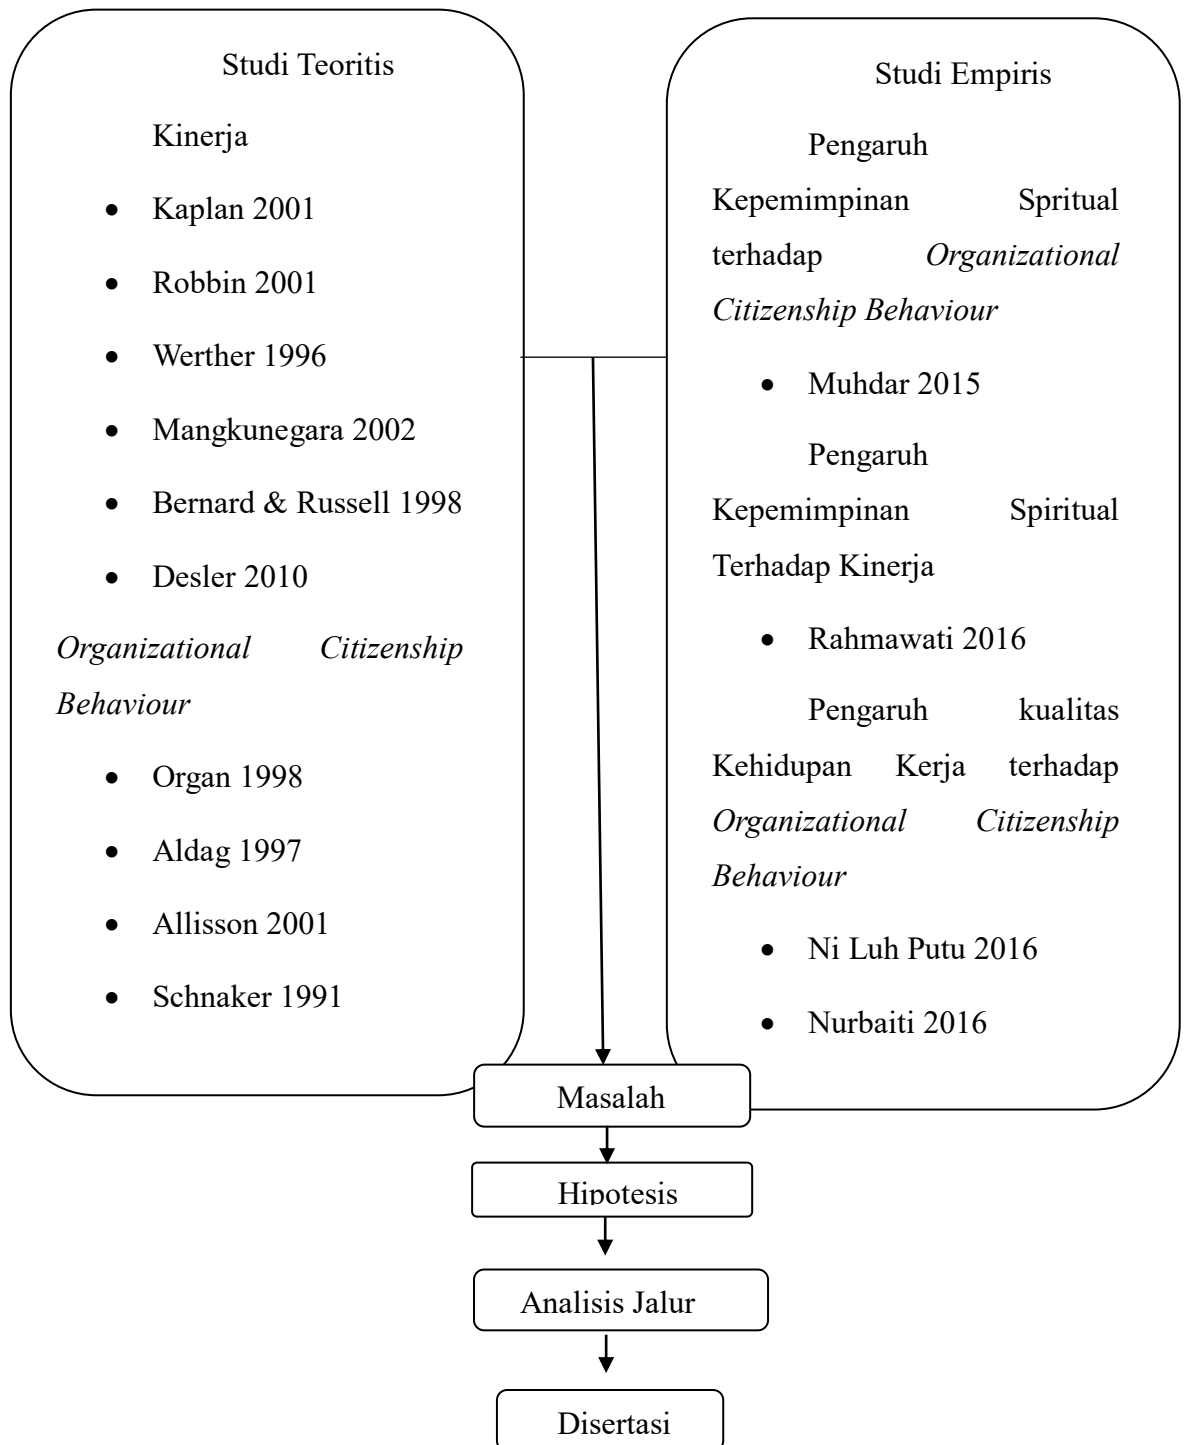 Studi Teoritis
Kinerja
• Kaplan 2001
• Robbin 2001
• Werther 1996
• Mangkunegara 2002
• Bernard & Russell 1998
• Desler 2010
Organizational Citizenship
Behaviour
• Organ 1998
• Aldag 1997
• Allisson 2001
• Schnaker 1991
Studi Empiris
Pengaruh
Kepemimpinan Spritual
terhadap Organizational
Citizenship Behaviour
• Muhdar 2015
Pengaruh
Kepemimpinan Spiritual
Terhadap Kinerja
• Rahmawati 2016
Pengaruh kualitas
Kehidupan Kerja terhadap
Organizational Citizenship
Behaviour
• Ni Luh Putu 2016
• Nurbaiti 2016
Masalah
Hipotesis
Analisis Jalur
Disertasi